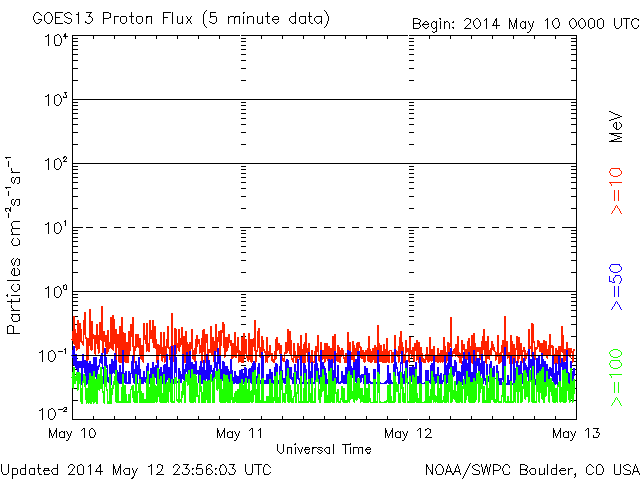 GOES13 Proton Flux (5 minute data)
Begin: 2014 May 10 0000 UTC
Particles cm⁻²s⁻¹sr⁻¹
10⁴
10³
10²
10¹
10⁰
10⁻¹
10⁻²
May 10
May 11
May 12
May 13
Universal Time
MeV
>=10
>=50
>=100
Updated 2014 May 12 23:56:03 UTC
NOAA/SWPC Boulder, CO USA